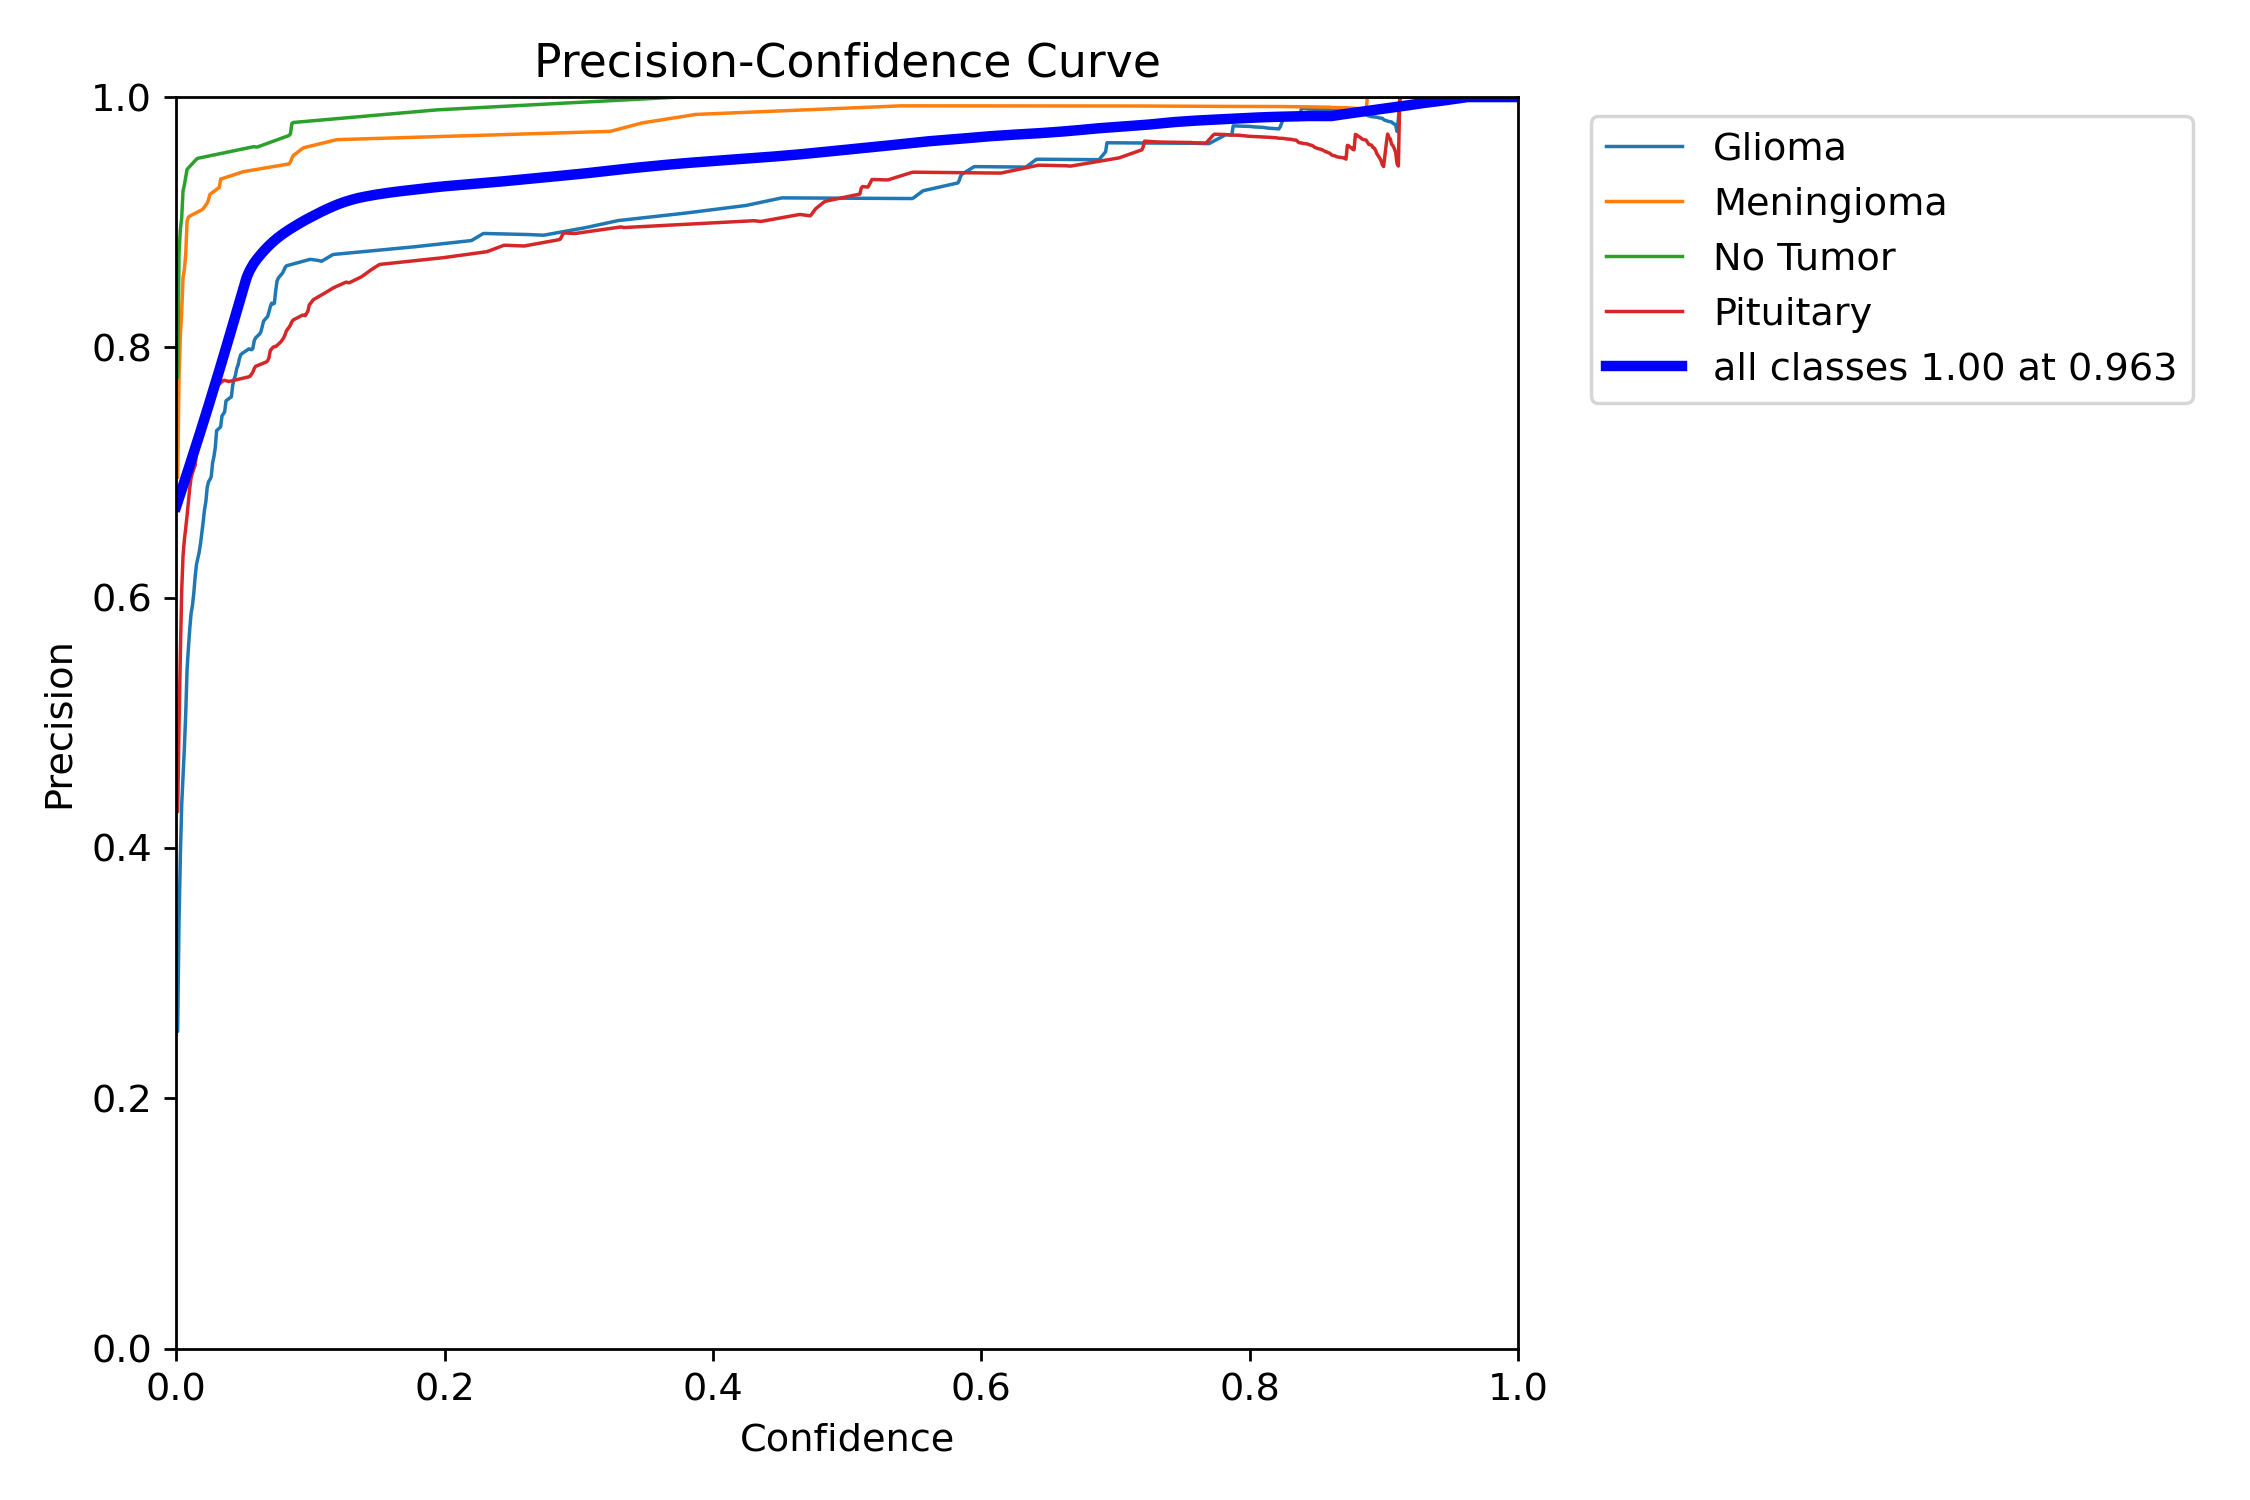 Precision-Confidence Curve
1.0
0.8
0.6
0.4
0.2
0.0
Precision
0.0 0.2 0.4 0.6 0.8 1.0
Confidence
Glioma
Meningioma
No Tumor
Pituitary
all classes 1.00 at 0.963